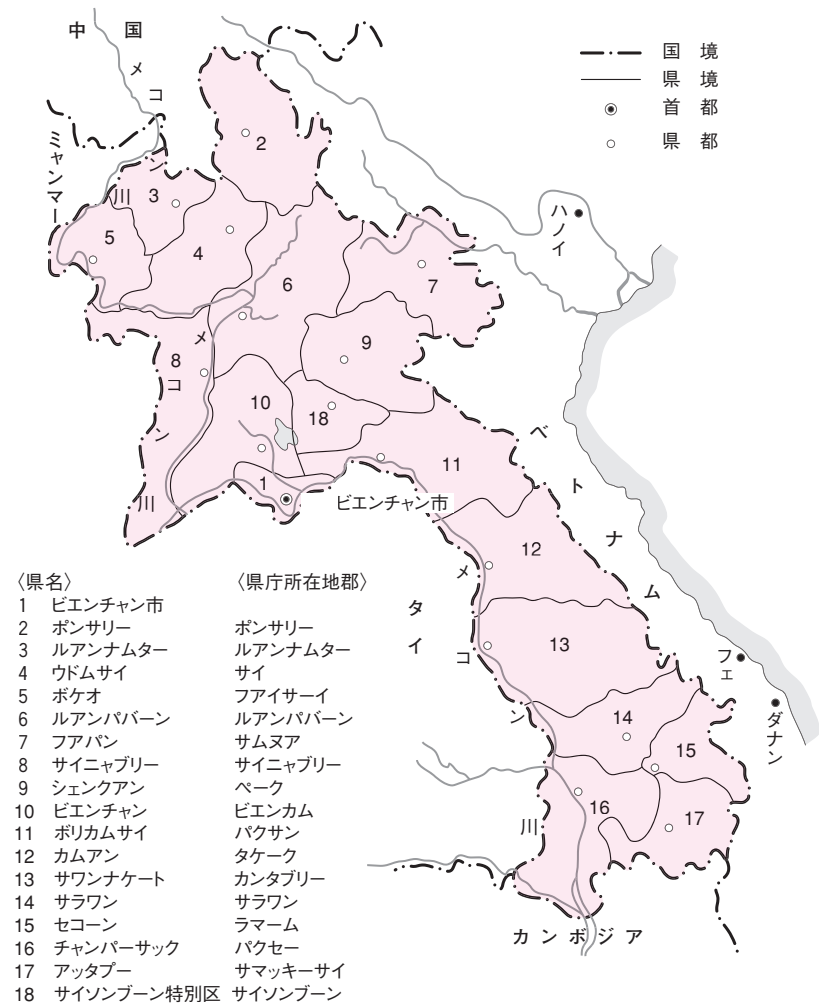 中 国
メコン川
ミャンマー
国 境
県 境
首 都
県 都
ハノイ
2
3
5
4
6
7
8
9
10
18
メコン川
1
11
ビエンチャン市
ベトナム
12
メコン川
タイ
13
フエ
ダナン
14
15
16
17
カンボジア
〈県名〉 〈県庁所在地郡〉
1 ビエンチャン市
2 ポンサリー ポンサリー
3 ルアンナムター ルアンナムター
4 ウドムサイ サイ
5 ボケオ フアイサーイ
6 ルアンパバーン ルアンパバーン
7 フアパン サムヌア
8 サイニャブリー サイニャブリー
9 シェンクアン ペーク
10 ビエンチャン ビエンカム
11 ボリカムサイ パクサン
12 カムアン タケーク
13 サワンナケート カンタブリー
14 サラワン サラワン
15 セコーン ラマーム
16 チャンパーサック パクセー
17 アッタプー サマッキーサイ
18 サイソンブーン特別区 サイソンブーン